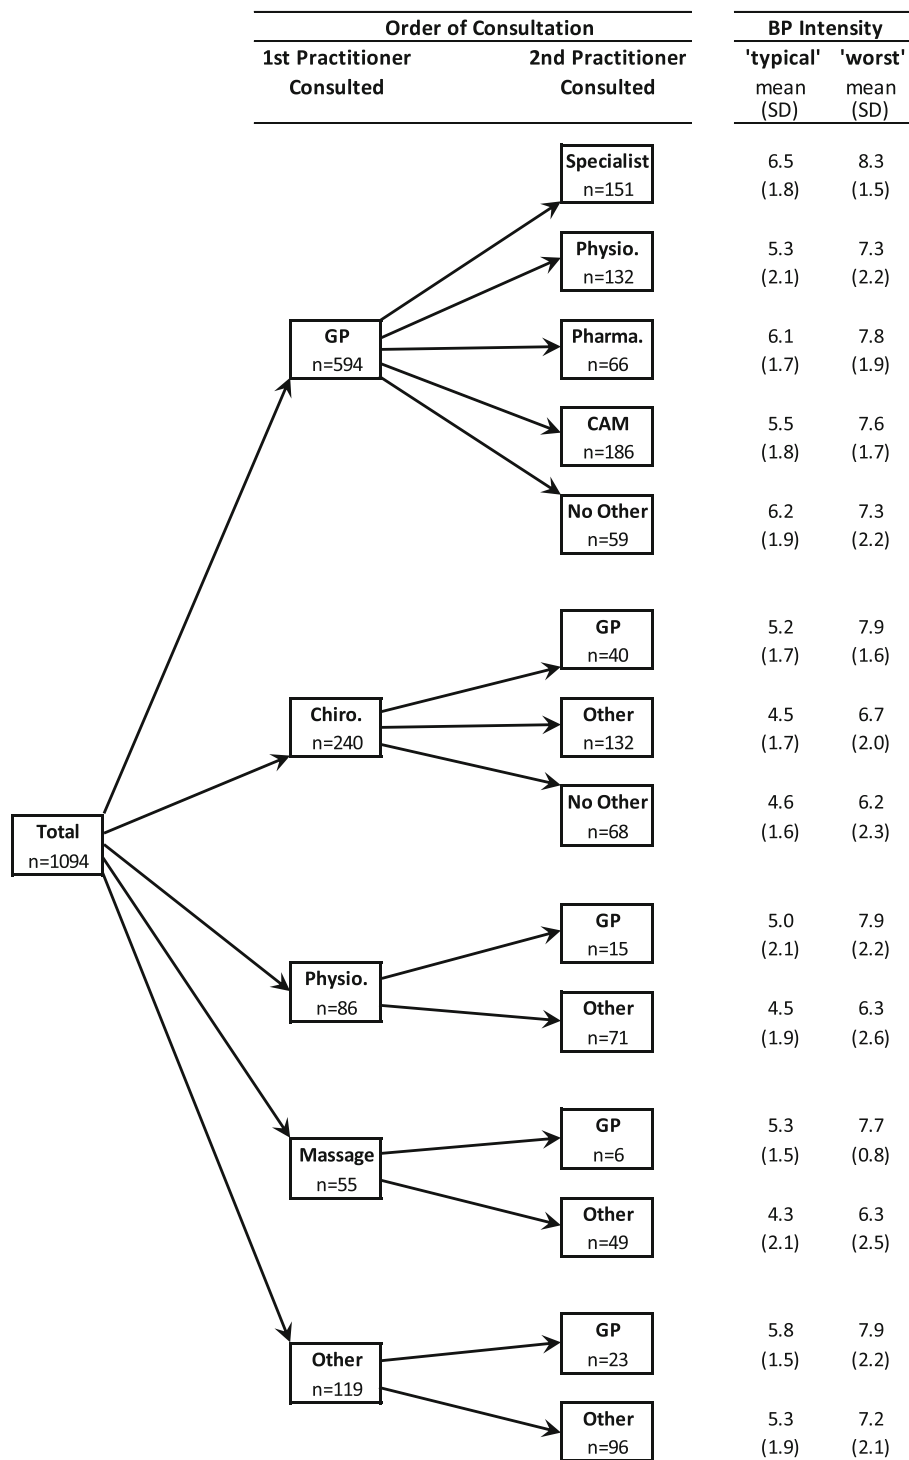 Order of Consultation BP Intensity
1st Practitioner 2nd Practitioner 'typical' 'worst'
Consulted Consulted mean mean
(SD) (SD)
Specialist 6.5 8.3
n=151 (1.8) (1.5)
Physio. 5.3 7.3
n=132 (2.1) (2.2)
GP Pharma. 6.1 7.8
n=594 n=66 (1.7) (1.9)
CAM 5.5 7.6
n=186 (1.8) (1.7)
No Other 6.2 7.3
n=59 (1.9) (2.2)
GP 5.2 7.9
n=40 (1.7) (1.6)
Chiro. Other 4.5 6.7
n=240 n=132 (1.7) (2.0)
No Other 4.6 6.2
Total
n=68 (1.6) (2.3)
n=1094
GP 5.0 7.9
n=15 (2.1) (2.2)
Physio.
n=86 Other 4.5 6.3
n=71 (1.9) (2.6)
GP 5.3 7.7
Massage n=6 (1.5) (0.8)
n=55
Other 4.3 6.3
n=49 (2.1) (2.5)
GP 5.8 7.9
Other n=23 (1.5) (2.2)
n=119
Other 5.3 7.2
n=96 (1.9) (2.1)